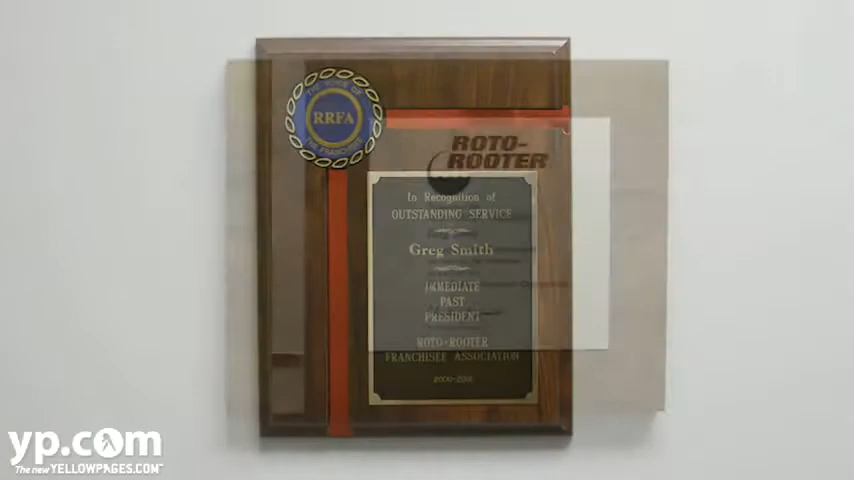 THE VOICE OF
RRFA
THE FRANCHISEE
ROTO-
ROOTER
In Recognition of
OUTSTANDING SERVICE
Greg Smith
IMMEDIATE
PAST
PRESIDENT
ROTO-ROOTER
FRANCHISEE ASSOCIATION
yp.com
The new YELLOWPAGES.COM